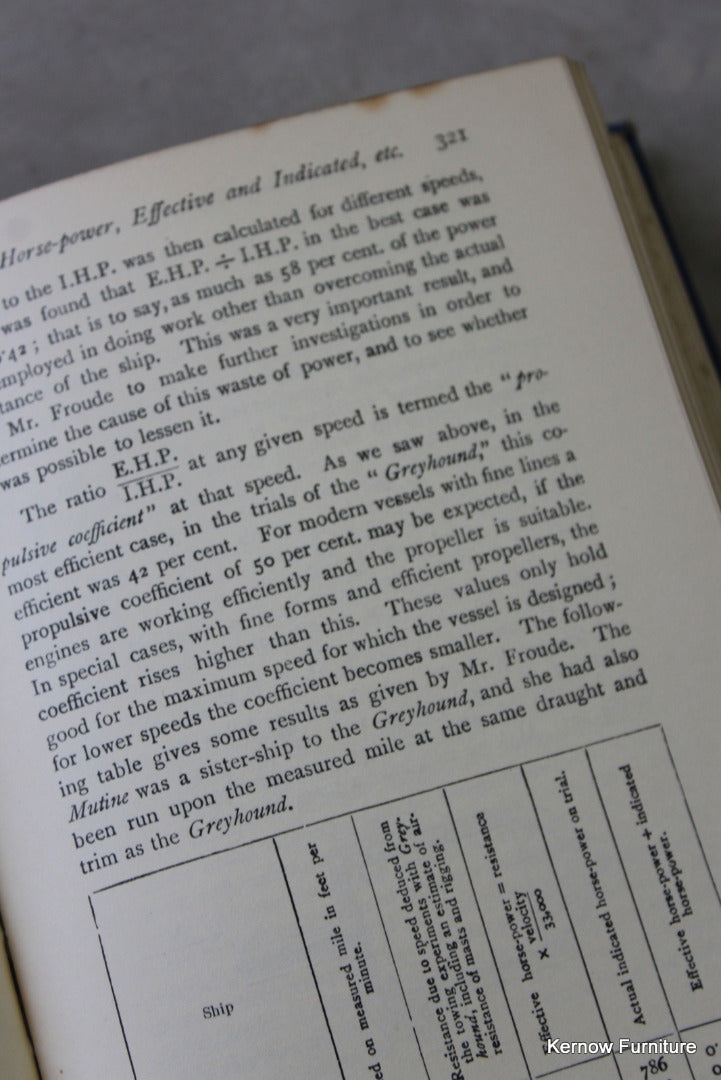 Horse-power, Effective and Indicated, etc. 321
to the I.H.P. was then calculated for different speeds,
was found that E.H.P. ÷ I.H.P. in the best case was
·42 ; that is to say, as much as 58 per cent. of the power
employed in doing work other than overcoming the actual
tance of the ship. This was a very important result, and
Mr. Froude to make further investigations in order to
ermine the cause of this waste of power, and to see whether
was possible to lessen it.
The ratio E.H.P. / I.H.P. at any given speed is termed the “ pro-
pulsive coefficient” at that speed. As we saw above, in the
most efficient case, in the trials of the “ Greyhound,” this co-
efficient was 42 per cent. For modern vessels with fine lines a
propulsive coefficient of 50 per cent. may be expected, if the
engines are working efficiently and the propeller is suitable.
In special cases, with fine forms and efficient propellers, the
coefficient rises higher than this. These values only hold
good for the maximum speed for which the vessel is designed ;
for lower speeds the coefficient becomes smaller. The follow-
ing table gives some results as given by Mr. Froude. The
Mutine was a sister-ship to the Greyhound, and she had also
been run upon the measured mile at the same draught and
trim as the Greyhound.
Ship
ed on measured mile in feet per
minute.
Resistance due to speed deduced from
the towing experiments with Grey-
hound, including an estimate of air-
resistance of masts and rigging.
Effective horse-power = resistance
× velocity / 33,000
Actual indicated horse-power on trial.
Effective horse-power ÷ indicated
horse-power.
786
0.
Kernow Furniture